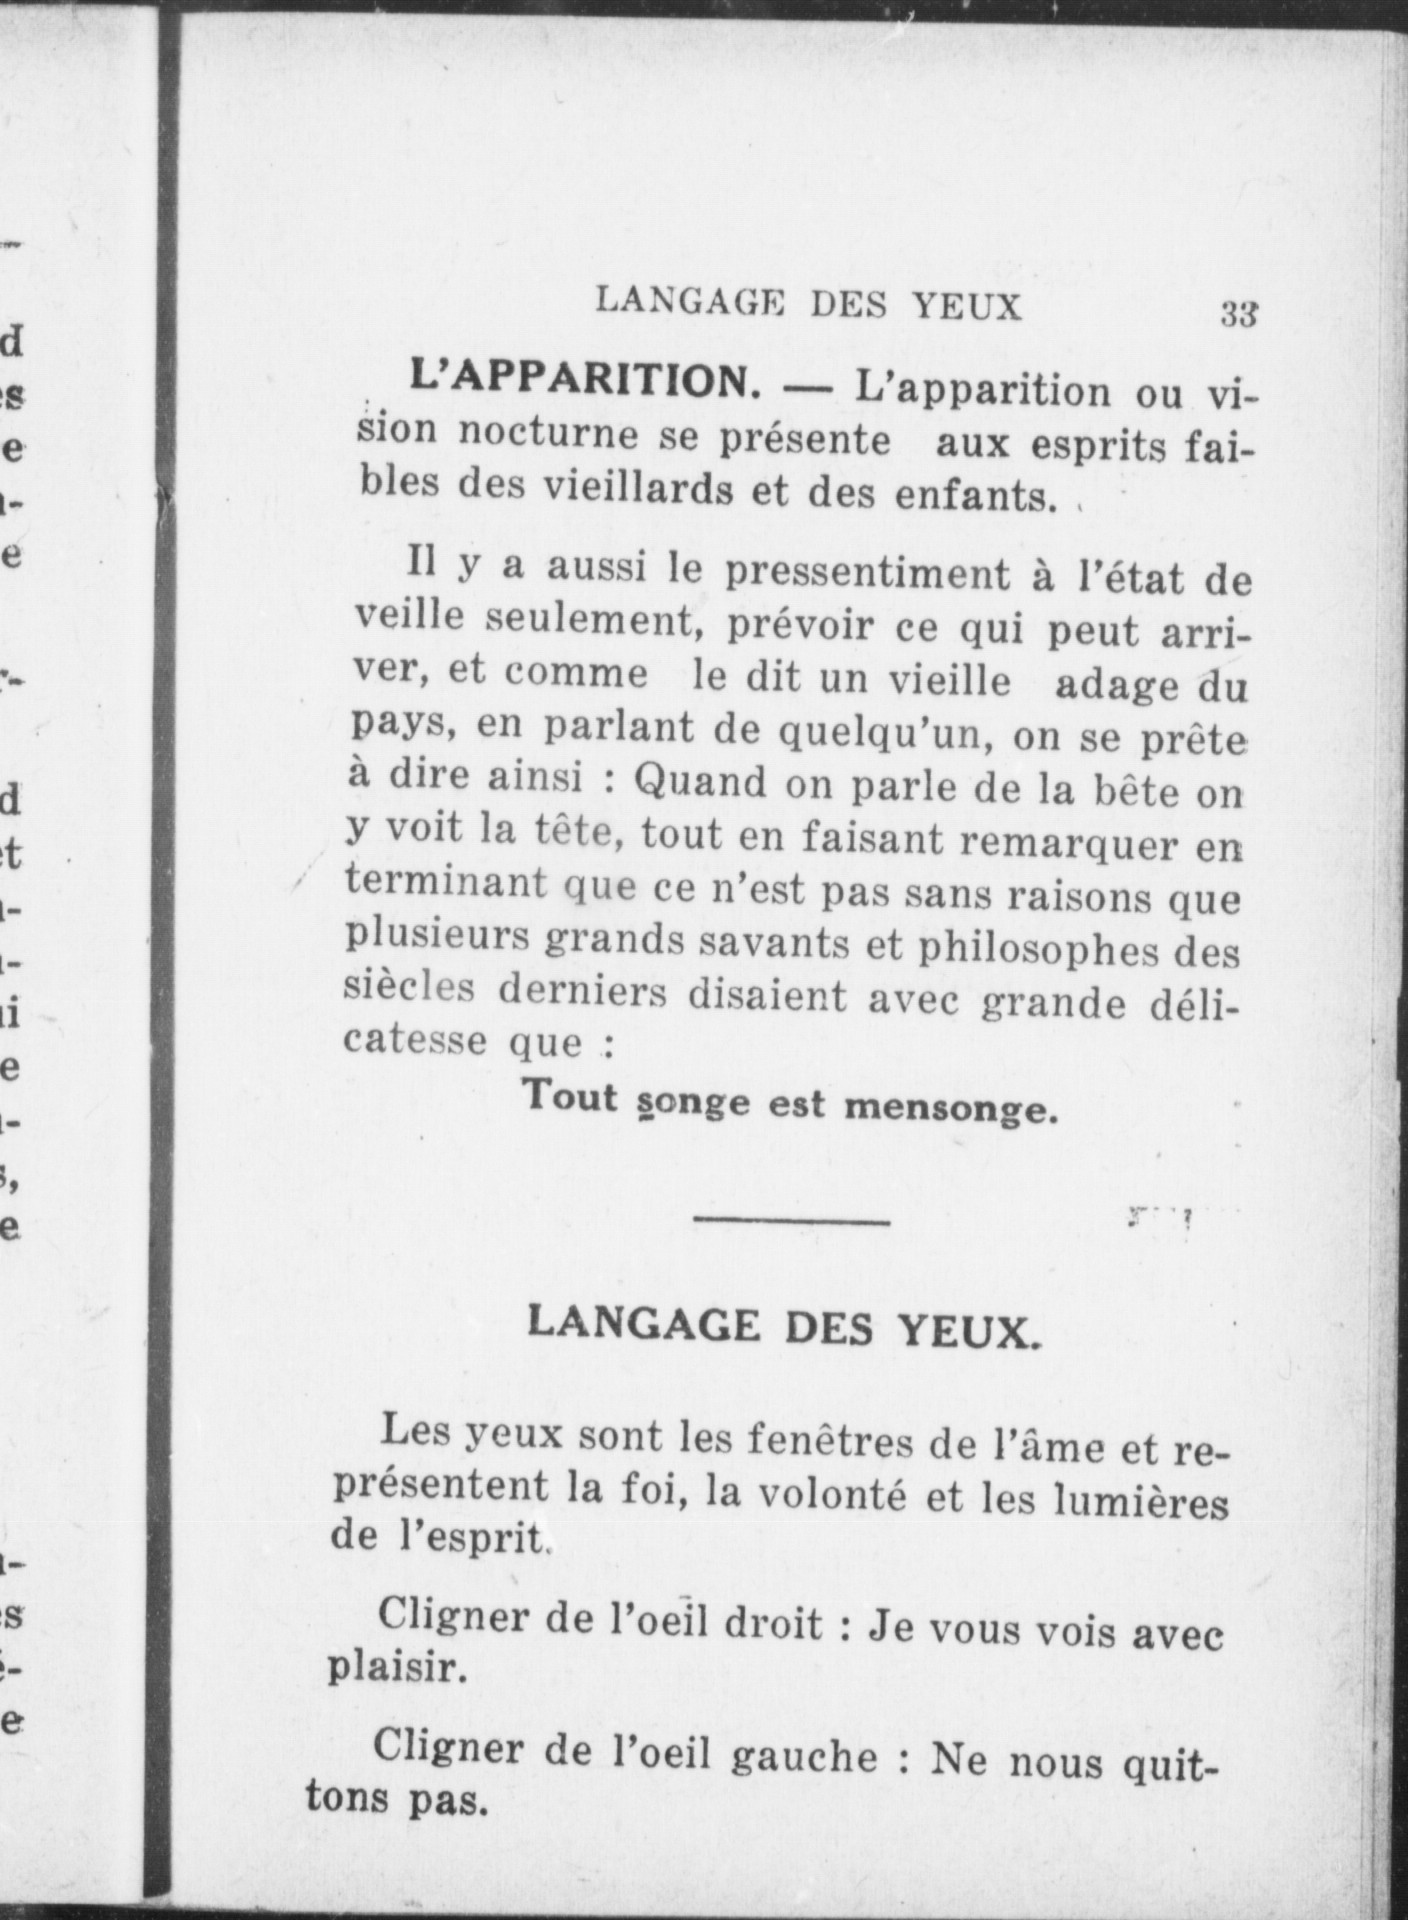 LANGAGE DES YEUX 33
L'APPARITION. — L'apparition ou vi-
sion nocturne se présente aux esprits fai-
bles des vieillards et des enfants.
Il y a aussi le pressentiment à l'état de
veille seulement, prévoir ce qui peut arri-
ver, et comme le dit un vieille adage du
pays, en parlant de quelqu'un, on se prête
à dire ainsi : Quand on parle de la bête on
y voit la tête, tout en faisant remarquer en
terminant que ce n'est pas sans raisons que
plusieurs grands savants et philosophes des
siècles derniers disaient avec grande déli-
catesse que :
Tout songe est mensonge.
LANGAGE DES YEUX.
Les yeux sont les fenêtres de l'âme et re-
présentent la foi, la volonté et les lumières
de l'esprit.
Cligner de l'oeil droit : Je vous vois avec
plaisir.
Cligner de l'oeil gauche : Ne nous quit-
tons pas.